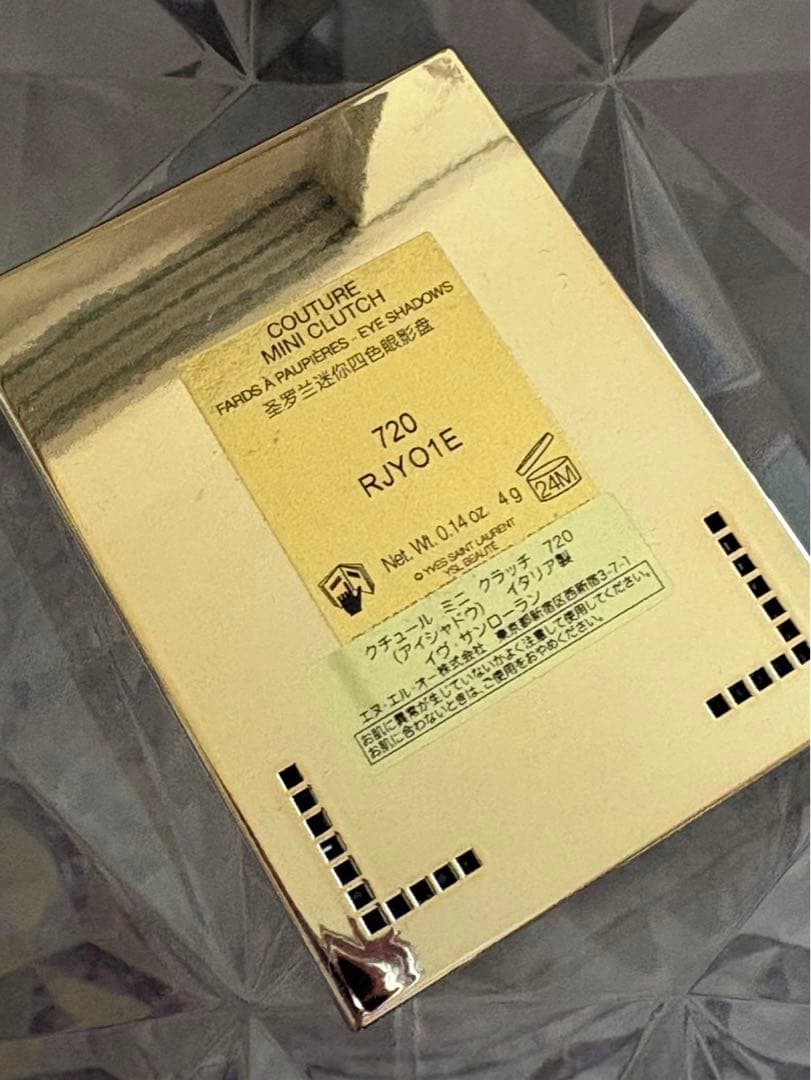 COUTURE
MINI CLUTCH
FARDS À PAUPIÈRES - EYE SHADOWS
圣罗兰迷你四色眼影盘
720
RJYO1E
24M
Net. Wt. 0.14 oz 4 g
© YVES SAINT LAURENT
YSL BEAUTÉ
クチュール ミニ クラッチ 720
(アイシャドウ) イタリア製
イヴ・サンローラン
エヌ・エル・オー株式会社 東京都新宿区西新宿3-7-1
お肌に異常が生じていないかよく注意して使用してください。
お肌に合わないときは、ご使用をおやめください。